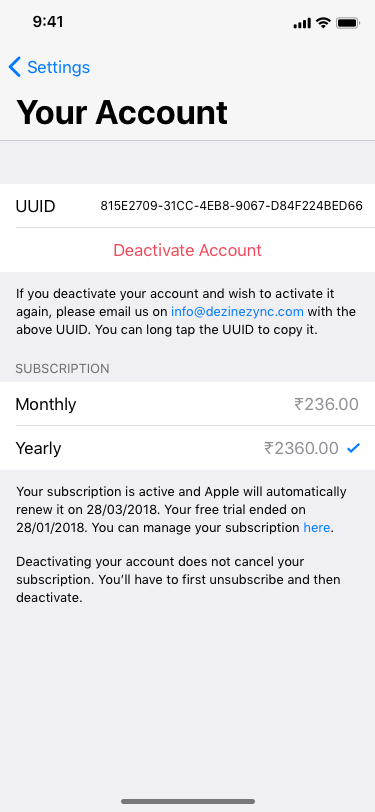 9:41
Settings
Your Account
UUID 815E2709-31CC-4EB8-9067-D84F224BED66
Deactivate Account
If you deactivate your account and wish to activate it
again, please email us on info@dezinezync.com with the
above UUID. You can long tap the UUID to copy it.
SUBSCRIPTION
Monthly ₹236.00
Yearly ₹2360.00
Your subscription is active and Apple will automatically
renew it on 28/03/2018. Your free trial ended on
28/01/2018. You can manage your subscription here.
Deactivating your account does not cancel your
subscription. You’ll have to first unsubscribe and then
deactivate.